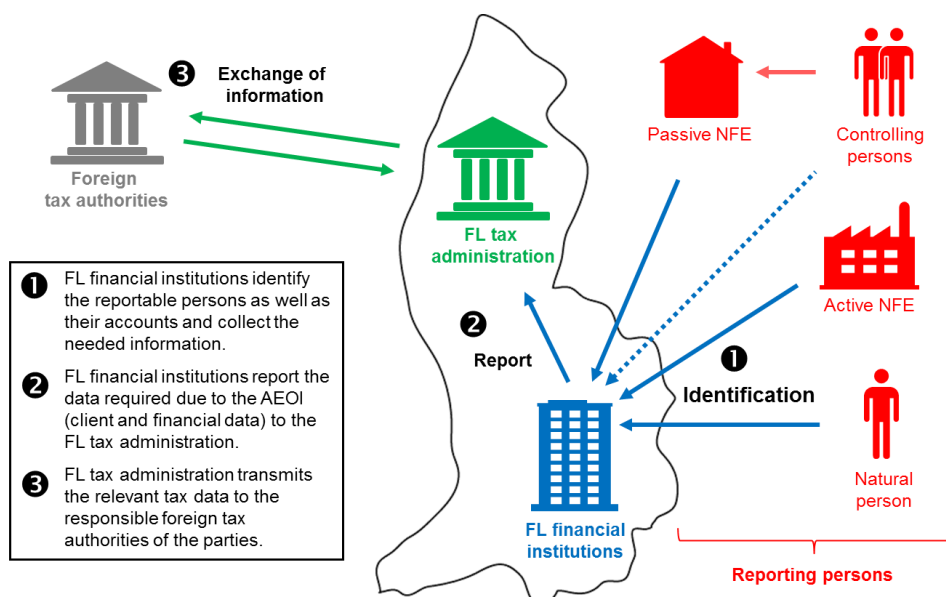 ❸ Exchange of
information
Foreign
tax authorities
FL tax
administration
Passive NFE
Controlling
persons
Active NFE
❶
Identification
Natural
person
Reporting persons
❷
Report
FL financial
institutions
❶ FL financial institutions identify
the reportable persons as well as
their accounts and collect the
needed information.
❷ FL financial institutions report the
data required due to the AEOI
(client and financial data) to the
FL tax administration.
❸ FL tax administration transmits
the relevant tax data to the
responsible foreign tax
authorities of the parties.